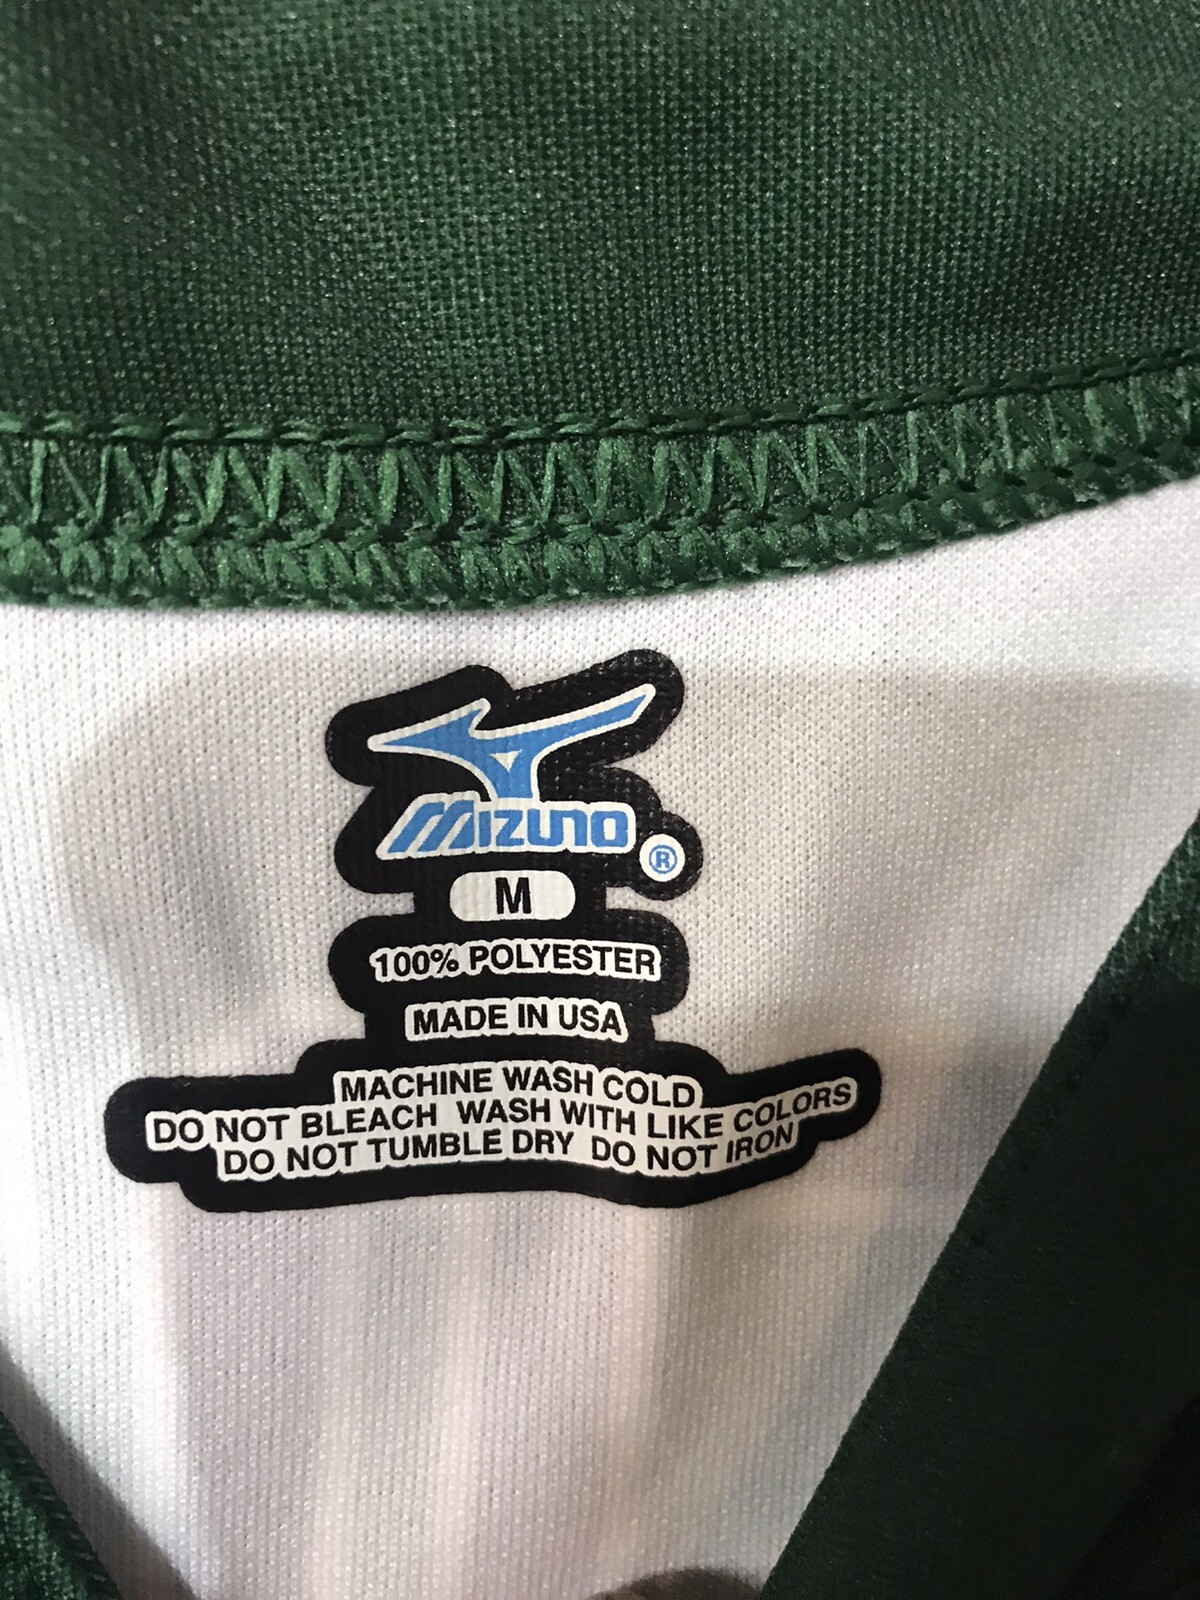 MIZUNO ®
M
100% POLYESTER
MADE IN USA
MACHINE WASH COLD
DO NOT BLEACH WASH WITH LIKE COLORS
DO NOT TUMBLE DRY DO NOT IRON